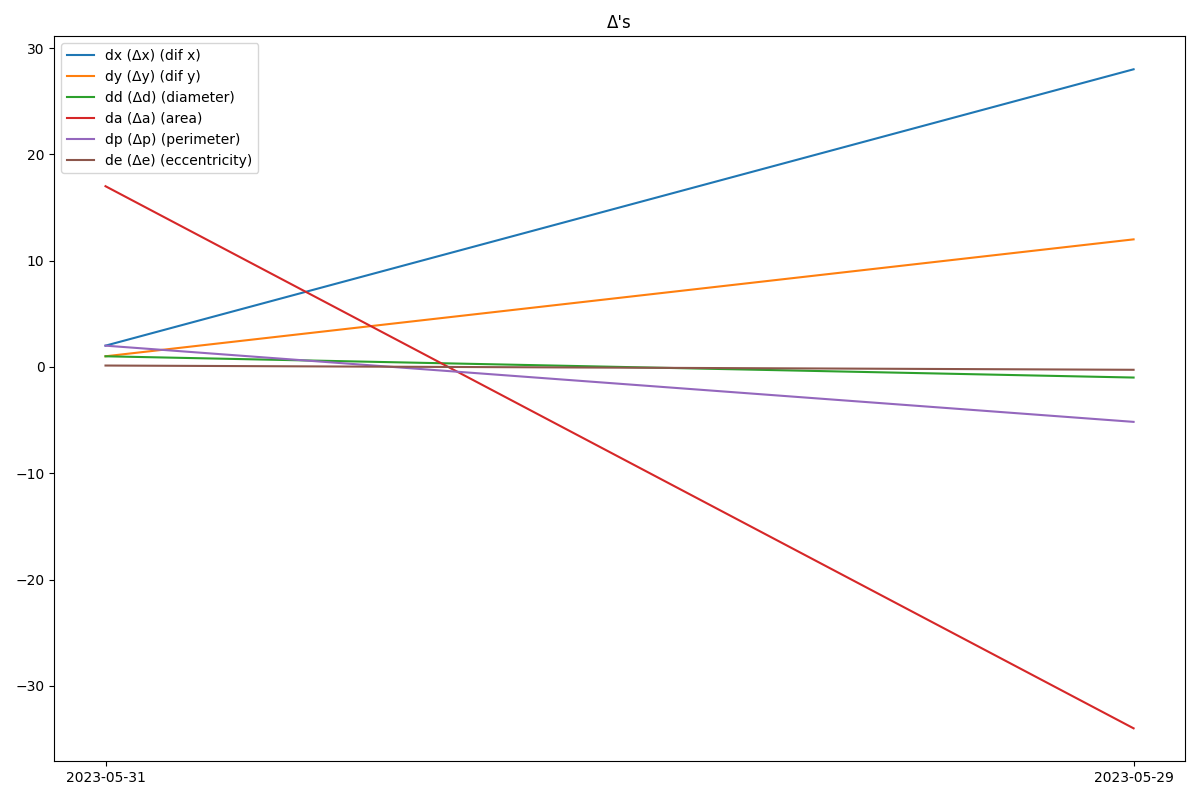 Δ's
dx (Δx) (dif x)
dy (Δy) (dif y)
dd (Δd) (diameter)
da (Δa) (area)
dp (Δp) (perimeter)
de (Δe) (eccentricity)
30
20
10
0
−10
−20
−30
2023-05-31
2023-05-29